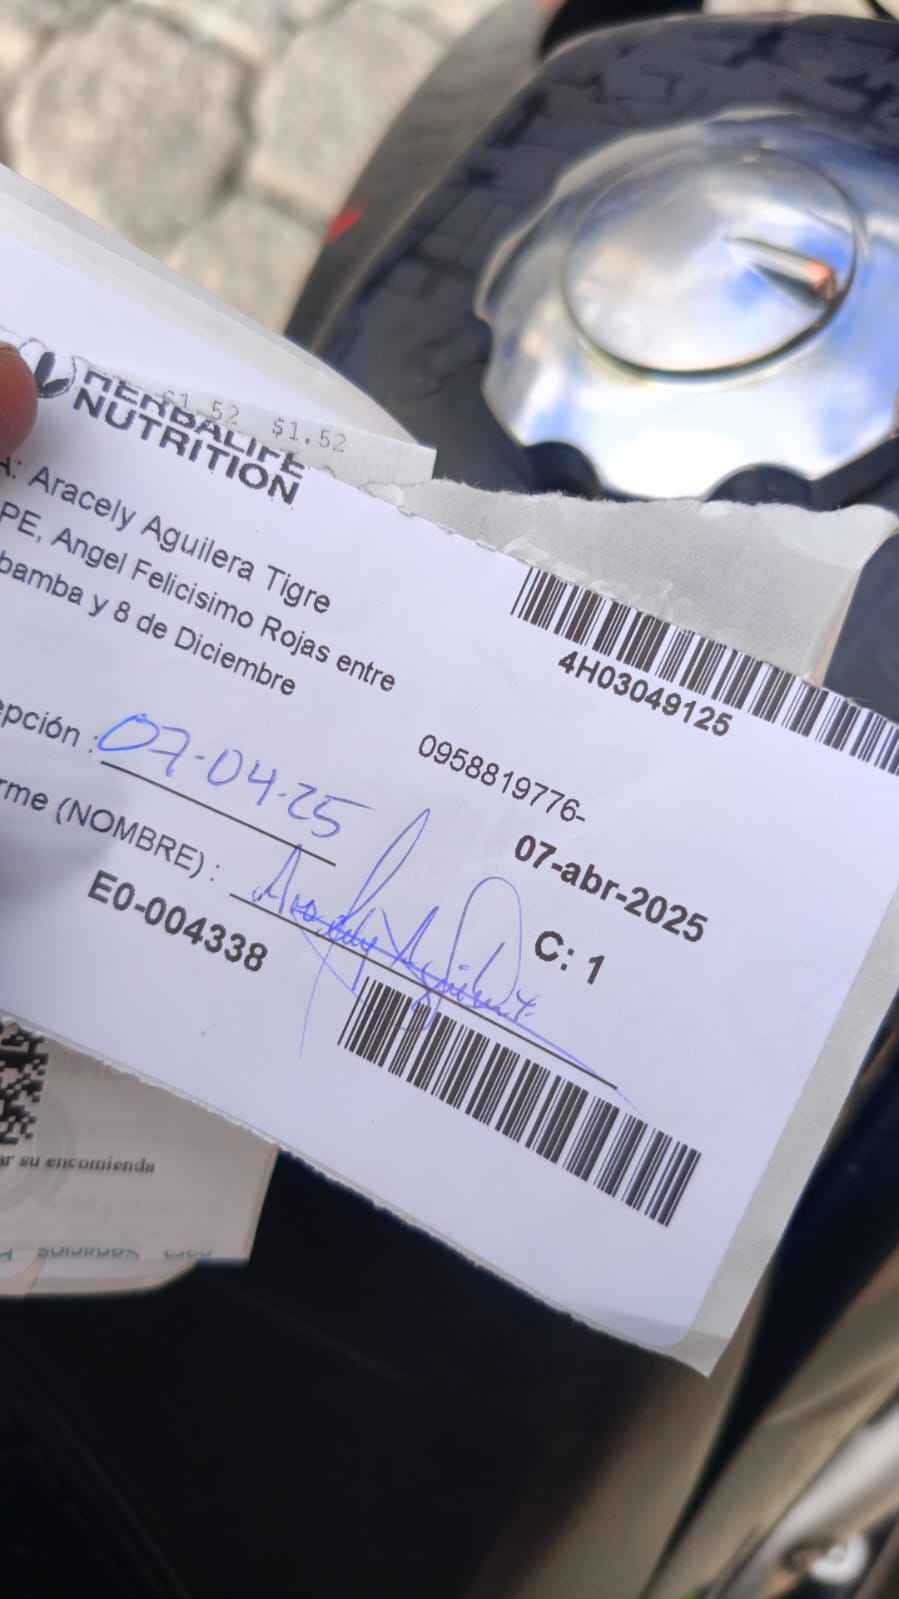 $1.52 $1.52
HERBALIFE
NUTRITION
A: Aracely Aguilera Tigre
PE, Angel Felicisimo Rojas entre
bamba y 8 de Diciembre
4H03049125
epción : 07-04-25
0958819776-
07-abr-2025
rme (NOMBRE) :
C: 1
E0-004338
ar su encomienda